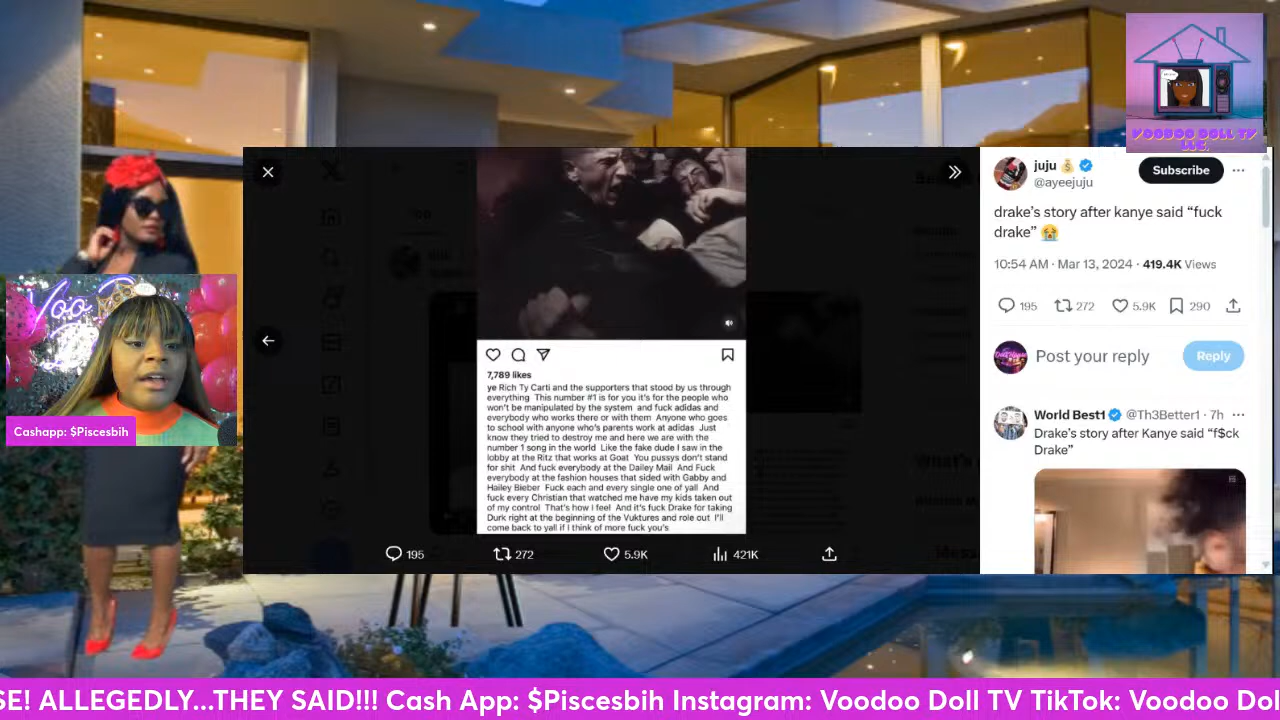 VOODOO DOLL TV
LLC.
juju
@ayeejuju
Subscribe
drake's story after kanye said “fuck
drake” 😭
10:54 AM · Mar 13, 2024 · 419.4K Views
195
272
5.9K
290
Post your reply
Reply
World Best1 @Th3Better1 · 7h
Drake's story after Kanye said “f$ck
Drake”
7,789 likes
ye Rich Ty Carti and the supporters that stood by us through
everything This number #1 is for you it's for the people who
won't be manipulated by the system and fuck adidas and
everybody who works there or with them Anyone who goes
to school with anyone who's parents work at adidas Just
know they tried to destroy me and here we are with the
number 1 song in the world Like the fake dude I saw in the
lobby at the Ritz that works at Goat You pussys don't stand
for shit And fuck everybody at the Dailey Mail And Fuck
everybody at the fashion houses that sided with Gabby and
Hailey Bieber Fuck each and every single one of yall And
fuck every Christian that watched me have my kids taken out
of my control That's how I feel And it's fuck Drake for taking
Durk right at the beginning of the Vuktures and role out I'll
come back to yall if I think of more fuck you's
195
272
5.9K
421K
Voo
Cashapp: $Piscesbih
SE! ALLEGEDLY...THEY SAID!!! Cash App: $Piscesbih Instagram: Voodoo Doll TV TikTok: Voodoo Dol